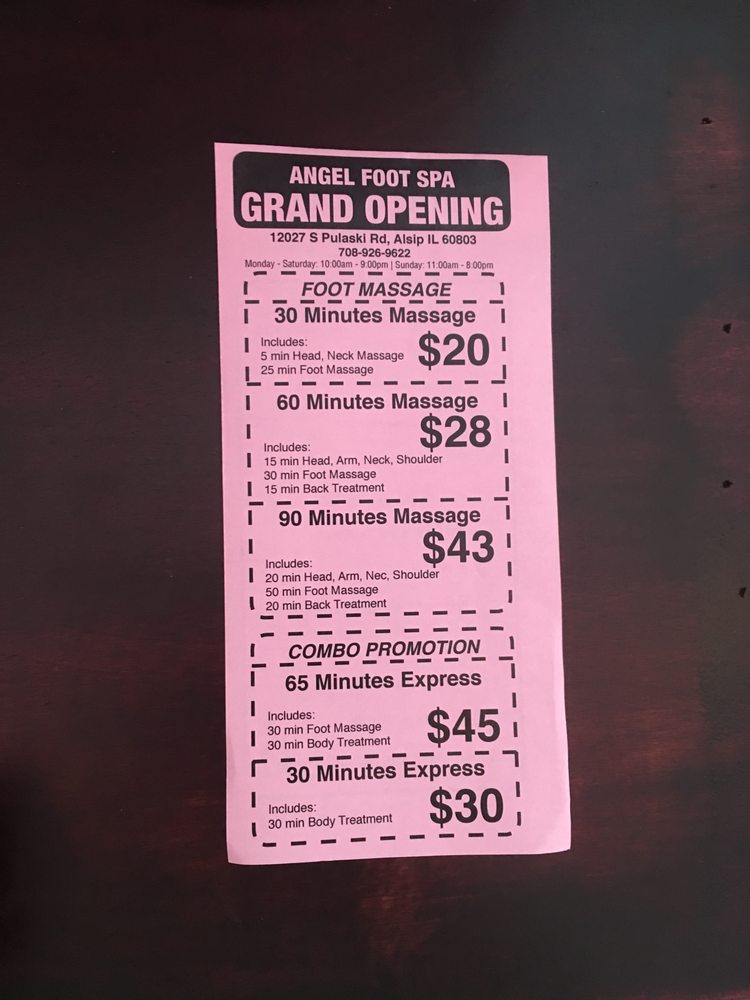 ANGEL FOOT SPA
GRAND OPENING
12027 S Pulaski Rd, Alsip IL 60803
708-926-9622
Monday - Saturday: 10:00am - 9:00pm | Sunday: 11:00am - 8:00pm
FOOT MASSAGE
30 Minutes Massage
Includes:
5 min Head, Neck Massage
25 min Foot Massage
$20
60 Minutes Massage
$28
Includes:
15 min Head, Arm, Neck, Shoulder
30 min Foot Massage
15 min Back Treatment
90 Minutes Massage
$43
Includes:
20 min Head, Arm, Nec, Shoulder
50 min Foot Massage
20 min Back Treatment
COMBO PROMOTION
65 Minutes Express
Includes:
30 min Foot Massage
30 min Body Treatment
$45
30 Minutes Express
Includes:
30 min Body Treatment
$30